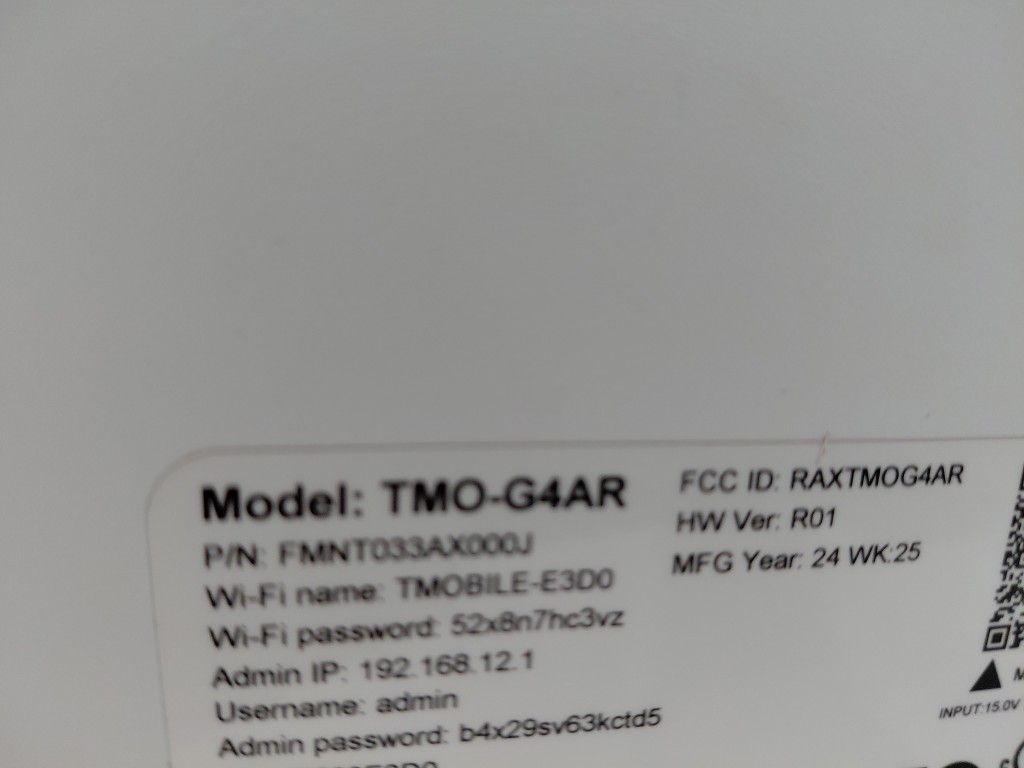 Model: TMO-G4AR
P/N: FMNT033AX000J
Wi-Fi name: TMOBILE-E3D0
Wi-Fi password: 52x8n7hc3vz
Admin IP: 192.168.12.1
Username: admin
Admin password: b4x29sv63kctd5
FCC ID: RAXTMOG4AR
HW Ver: R01
MFG Year: 24 WK:25
INPUT:15.0V